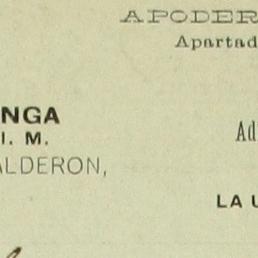 APODER
Apartad
NGA
I. M.
ALDERON,
Ad
LA U